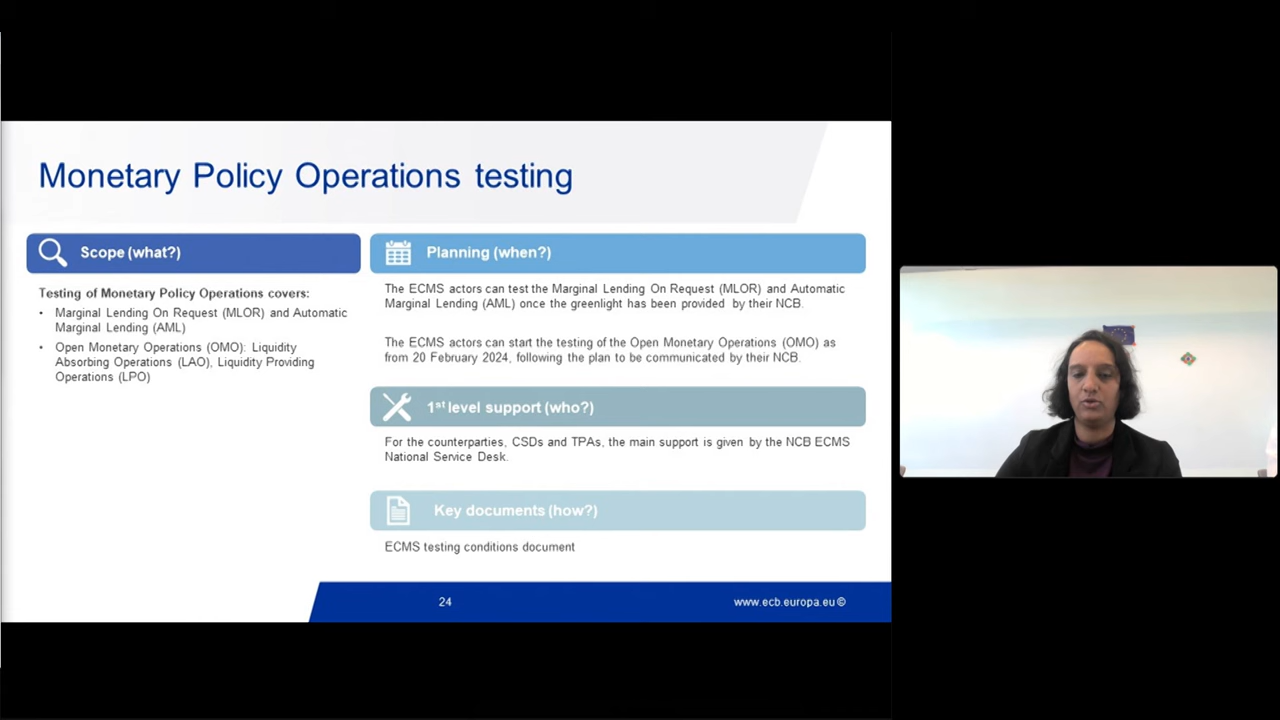 Monetary Policy Operations testing
Scope (what?)
Testing of Monetary Policy Operations covers:
• Marginal Lending On Request (MLOR) and Automatic
Marginal Lending (AML)
• Open Monetary Operations (OMO): Liquidity
Absorbing Operations (LAO), Liquidity Providing
Operations (LPO)
Planning (when?)
The ECMS actors can test the Marginal Lending On Request (MLOR) and Automatic
Marginal Lending (AML) once the greenlight has been provided by their NCB.
The ECMS actors can start the testing of the Open Monetary Operations (OMO) as
from 20 February 2024, following the plan to be communicated by their NCB.
1st level support (who?)
For the counterparties, CSDs and TPAs, the main support is given by the NCB ECMS
National Service Desk.
Key documents (how?)
ECMS testing conditions document
24
www.ecb.europa.eu ©